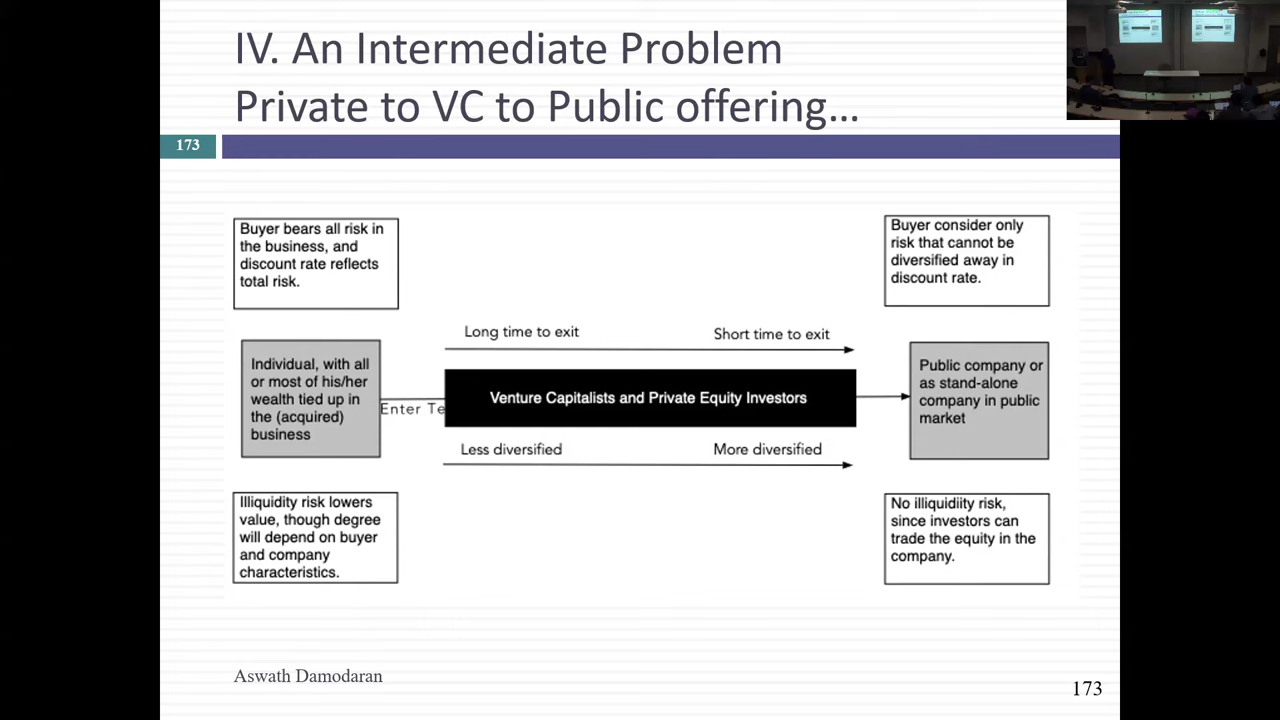 IV. An Intermediate Problem
Private to VC to Public offering…
173
Buyer bears all risk in
the business, and
discount rate reflects
total risk.
Buyer consider only
risk that cannot be
diversified away in
discount rate.
Long time to exit
Short time to exit
Individual, with all
or most of his/her
wealth tied up in
the (acquired)
business
Enter Te
Venture Capitalists and Private Equity Investors
Public company or
as stand-alone
company in public
market
Less diversified
More diversified
Illiquidity risk lowers
value, though degree
will depend on buyer
and company
characteristics.
No illiquidiity risk,
since investors can
trade the equity in the
company.
Aswath Damodaran
173